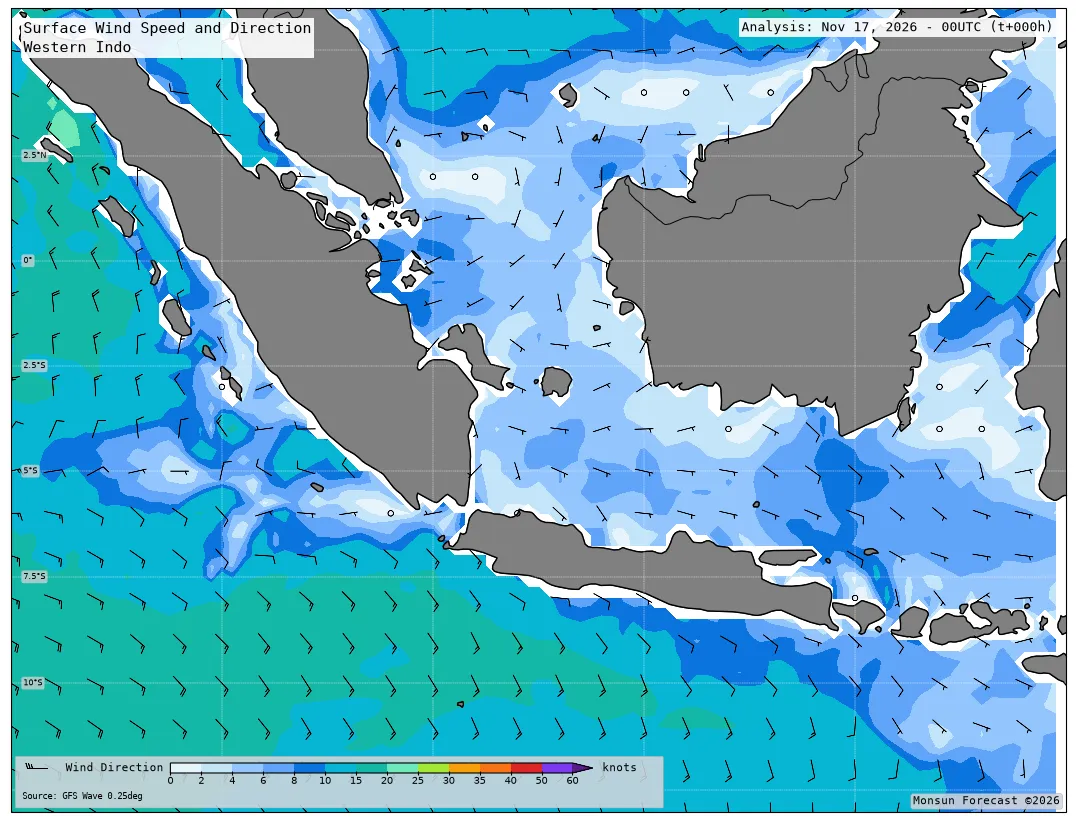 Surface Wind Speed and Direction
Western Indo
Analysis: Nov 17, 2026 - 00UTC (t+000h)
2.5°N
0°
2.5°S
5°S
7.5°S
10°S
Wind Direction
knots
0 2 4 6 8 10 15 20 25 30 35 40 50 60
Source: GFS Wave 0.25deg
Monsun Forecast ©2026